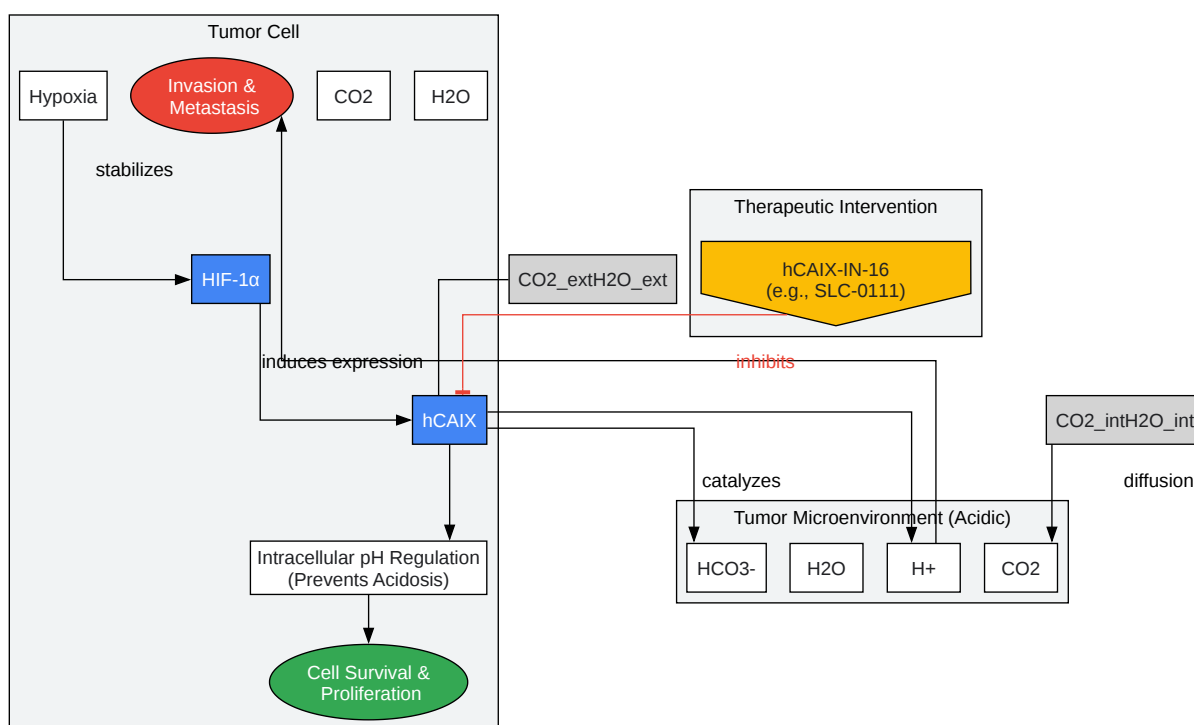 Tumor Cell
Hypoxia
Invasion &
Metastasis
CO2
H2O
stabilizes
Therapeutic Intervention
HIF-1α
CO2_extH2O_ext
hCAIX-IN-16
(e.g., SLC-0111)
induces expression
inhibits
hCAIX
CO2_intH2O_int
catalyzes
diffusion
Tumor Microenvironment (Acidic)
Intracellular pH Regulation
(Prevents Acidosis)
HCO3-
H2O
H+
CO2
Cell Survival &
Proliferation